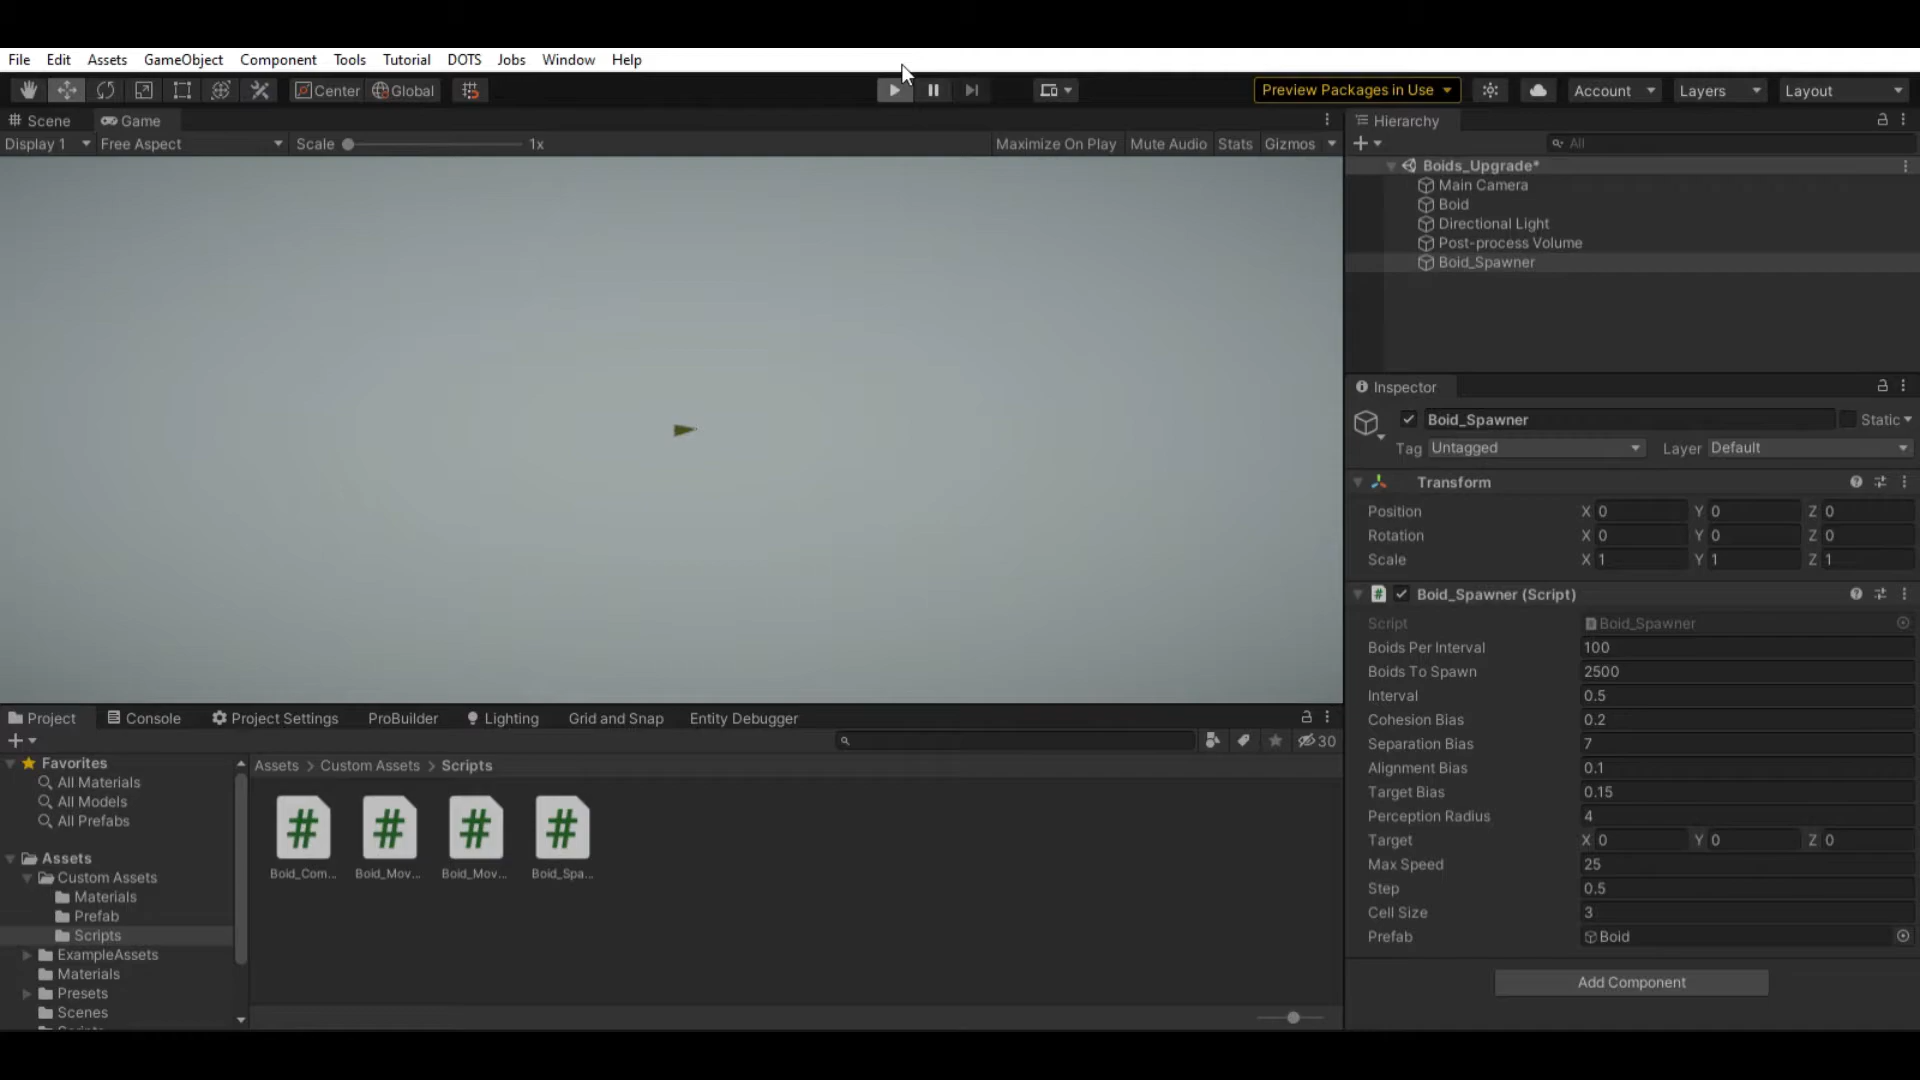 File Edit Assets GameObject Component Tools Tutorial DOTS Jobs Window Help
Center Global Preview Packages in Use Account Layers Layout
Scene Game
Display 1 Free Aspect Scale 1x Maximize On Play Mute Audio Stats Gizmos
Hierarchy
All
Boids_Upgrade*
Main Camera
Boid
Directional Light
Post-process Volume
Boid_Spawner
Inspector
Boid_Spawner Static
Tag Untagged Layer Default
Transform
Position X 0 Y 0 Z 0
Rotation X 0 Y 0 Z 0
Scale X 1 Y 1 Z 1
# Boid_Spawner (Script)
Script Boid_Spawner
Boids Per Interval 100
Boids To Spawn 2500
Interval 0.5
Cohesion Bias 0.2
Separation Bias 7
Alignment Bias 0.1
Target Bias 0.15
Perception Radius 4
Target X 0 Y 0 Z 0
Max Speed 25
Step 0.5
Cell Size 3
Prefab Boid
Add Component
Project Console Project Settings ProBuilder Lighting Grid and Snap Entity Debugger
30
Favorites
All Materials
All Models
All Prefabs
Assets
Custom Assets
Materials
Prefab
Scripts
ExampleAssets
Materials
Presets
Scenes
Assets > Custom Assets > Scripts
# # # #
Boid_Com... Boid_Mov... Boid_Mov... Boid_Spa...